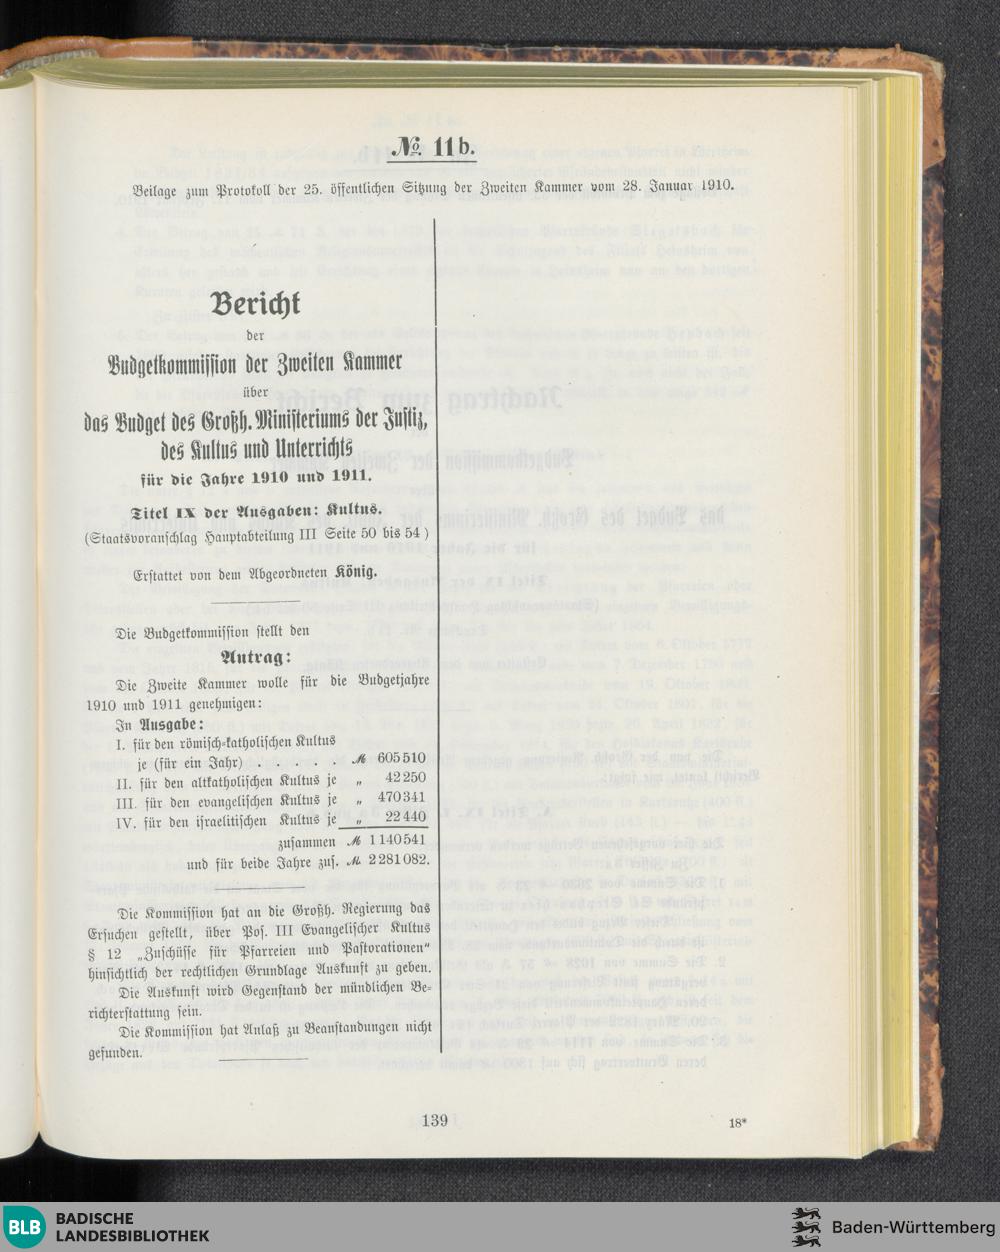 № 11b.
Beilage zum Protokoll der 25. öffentlichen Sitzung der Zweiten Kammer vom 28. Januar 1910.
Bericht
der
Budgetkommission der Zweiten Kammer
über
das Budget des Großh. Ministeriums der Justiz,
des Kultus und Unterrichts
für die Jahre 1910 und 1911.
Titel IX der Ausgaben: Kultus.
(Staatsvoranschlag Hauptabteilung III Seite 50 bis 54)
Erstattet von dem Abgeordneten König.
Die Budgetkommission stellt den
Antrag:
Die Zweite Kammer wolle für die Budgetjahre
1910 und 1911 genehmigen:
In Ausgabe:
I. für den römisch-katholischen Kultus
je (für ein Jahr) . . . . . ℳ 605 510
II. für den altkatholischen Kultus je „ 42 250
III. für den evangelischen Kultus je „ 470 341
IV. für den israelitischen Kultus je „ 22 440
zusammen ℳ 1 140 541
und für beide Jahre zus. ℳ 2 281 082.
Die Kommission hat an die Großh. Regierung das
Ersuchen gestellt, über Pos. III Evangelischer Kultus
§ 12 „Zuschüsse für Pfarreien und Pastorationen“
hinsichtlich der rechtlichen Grundlage Auskunft zu geben.
Die Auskunft wird Gegenstand der mündlichen Be-
richterstattung sein.
Die Kommission hat Anlaß zu Beanstandungen nicht
gefunden.
139
18*
BLB BADISCHE
LANDESBIBLIOTHEK
Baden-Württemberg